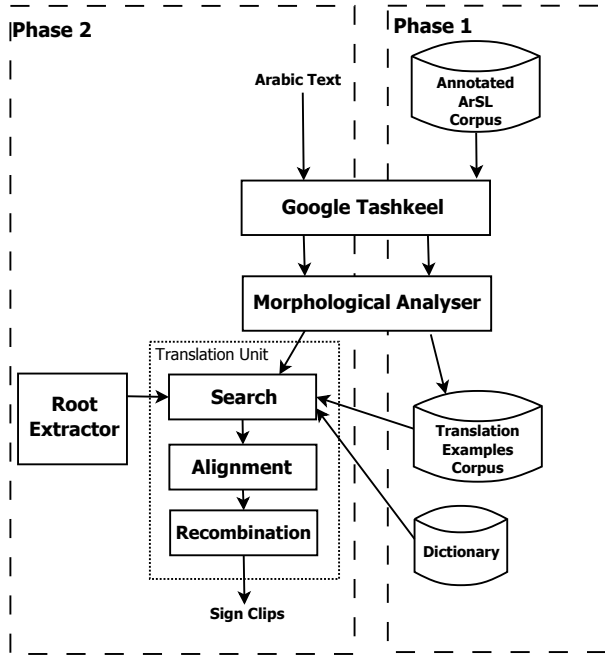 Phase 2
Phase 1
Arabic Text
Annotated
ArSL
Corpus
Google Tashkeel
Morphological Analyser
Translation Unit
Root
Extractor
Search
Translation
Examples
Corpus
Alignment
Recombination
Dictionary
Sign Clips